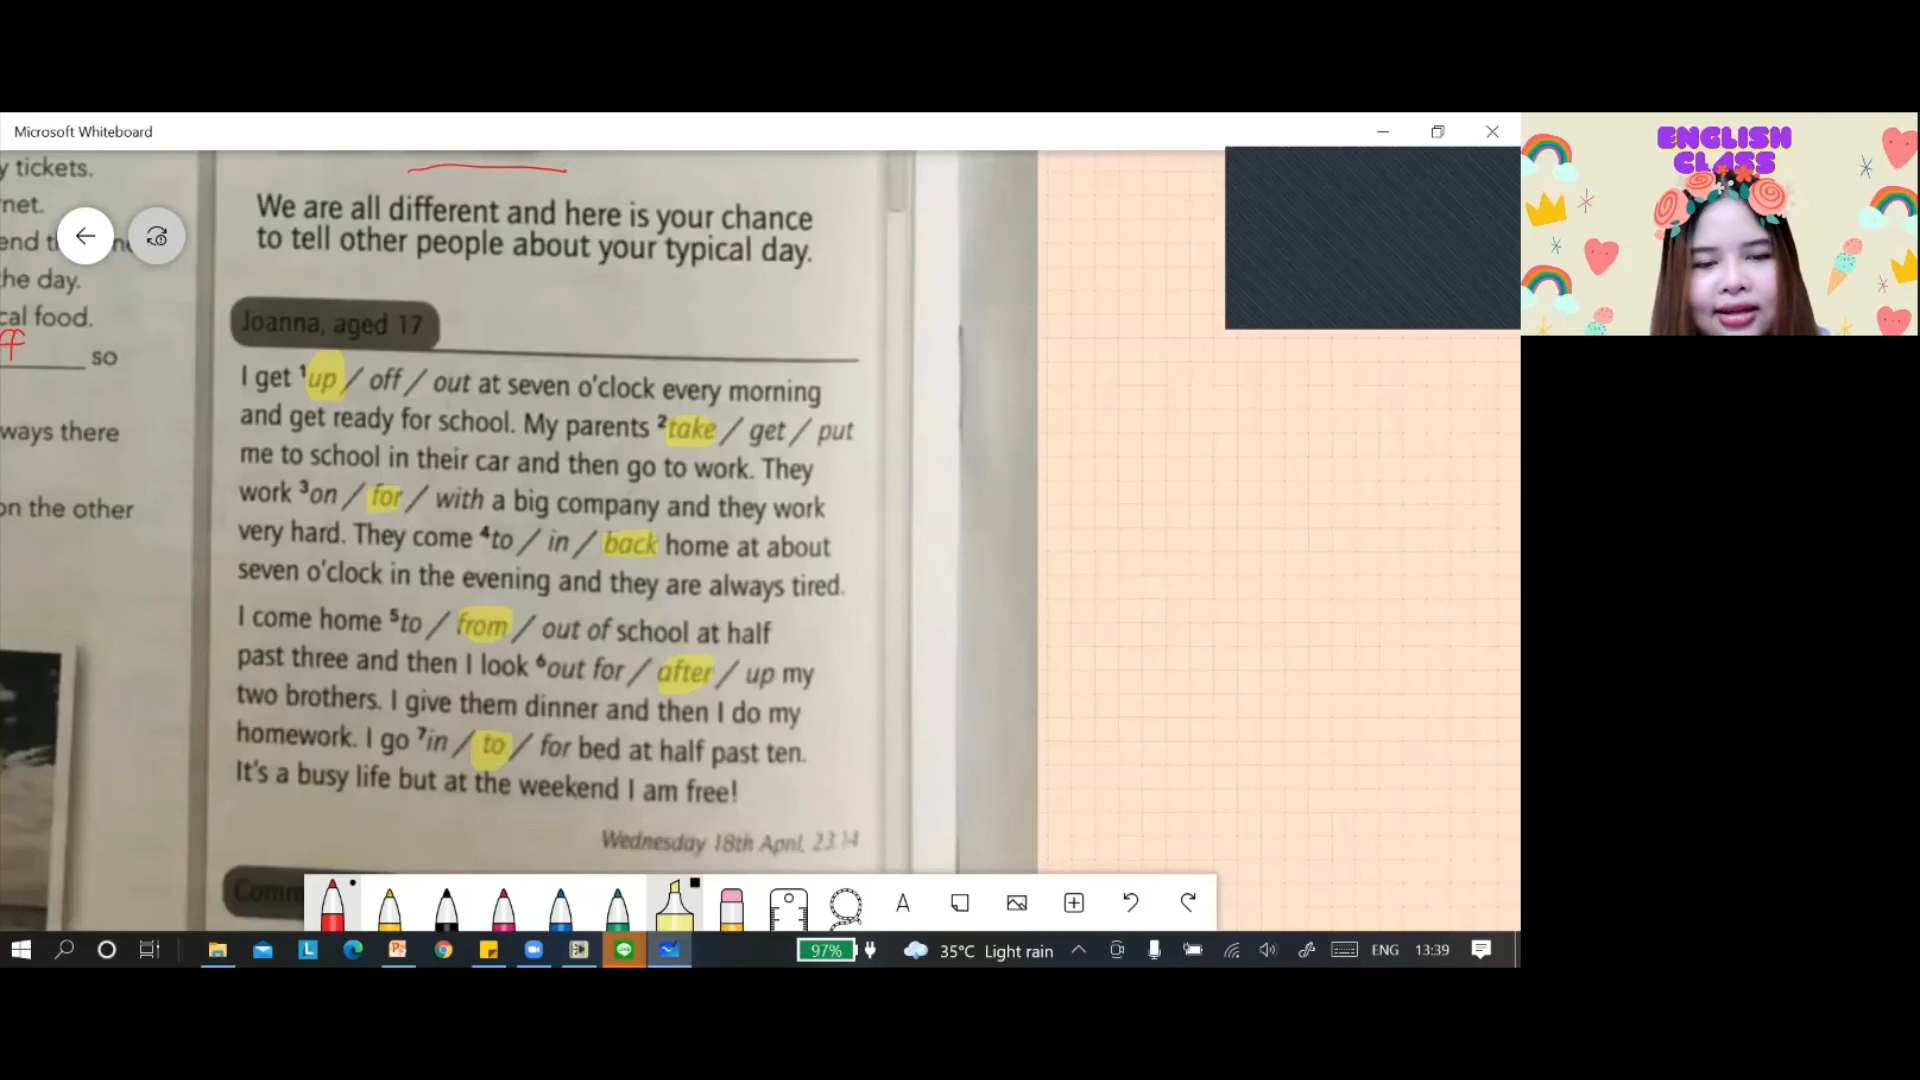 Microsoft Whiteboard
ENGLISH
CLASS
y tickets.
rnet.
the day.
cal food.
so
ways there
on the other
We are all different and here is your chance
to tell other people about your typical day.
Joanna, aged 17
I get ¹up / off / out at seven o'clock every morning
and get ready for school. My parents ²take / get / put
me to school in their car and then go to work. They
work ³on / for / with a big company and they work
very hard. They come ⁴to / in / back home at about
seven o'clock in the evening and they are always tired.
I come home ⁵to / from / out of school at half
past three and then I look ⁶out for / after / up my
two brothers. I give them dinner and then I do my
homework. I go ⁷in / to / for bed at half past ten.
It's a busy life but at the weekend I am free!
Wednesday 18th April, 23.14
97%
35°C Light rain
ENG
13:39